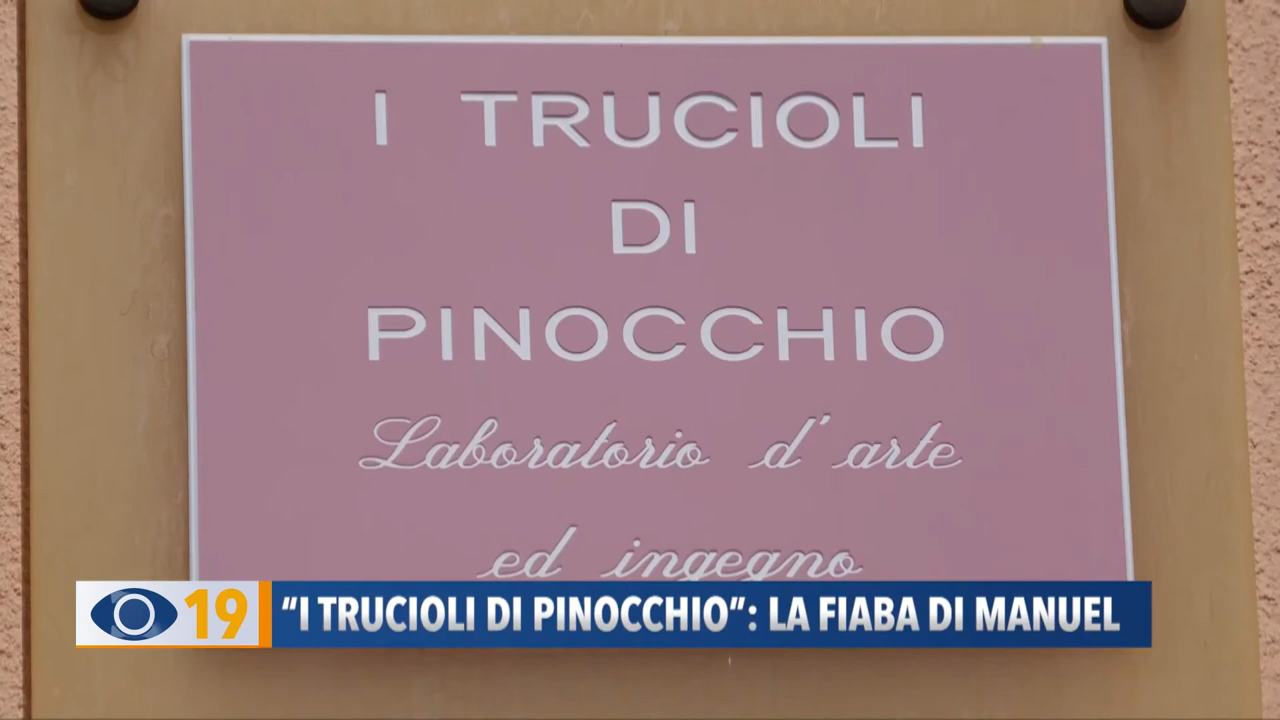 I TRUCIOLI
DI
PINOCCHIO
Laboratorio d'arte
ed ingegno
19 "I TRUCIOLI DI PINOCCHIO": LA FIABA DI MANUEL